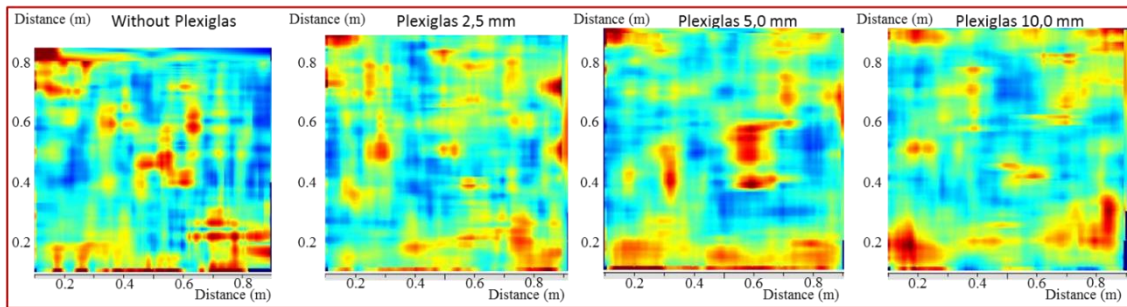 Without Plexiglas Plexiglas 2,5 mm Plexiglas 5,0 mm Plexiglas 10,0 mm
Distance (m) Distance (m) Distance (m) Distance (m)
0.8 0.8 0.8 0.8
0.6 0.6 0.6 0.6
0.4 0.4 0.4 0.4
0.2 0.2 0.2 0.2
0.2 0.4 0.6 0.8 0.2 0.4 0.6 0.8 0.2 0.4 0.6 0.8 0.2 0.4 0.6 0.8
Distance (m) Distance (m) Distance (m) Distance (m)